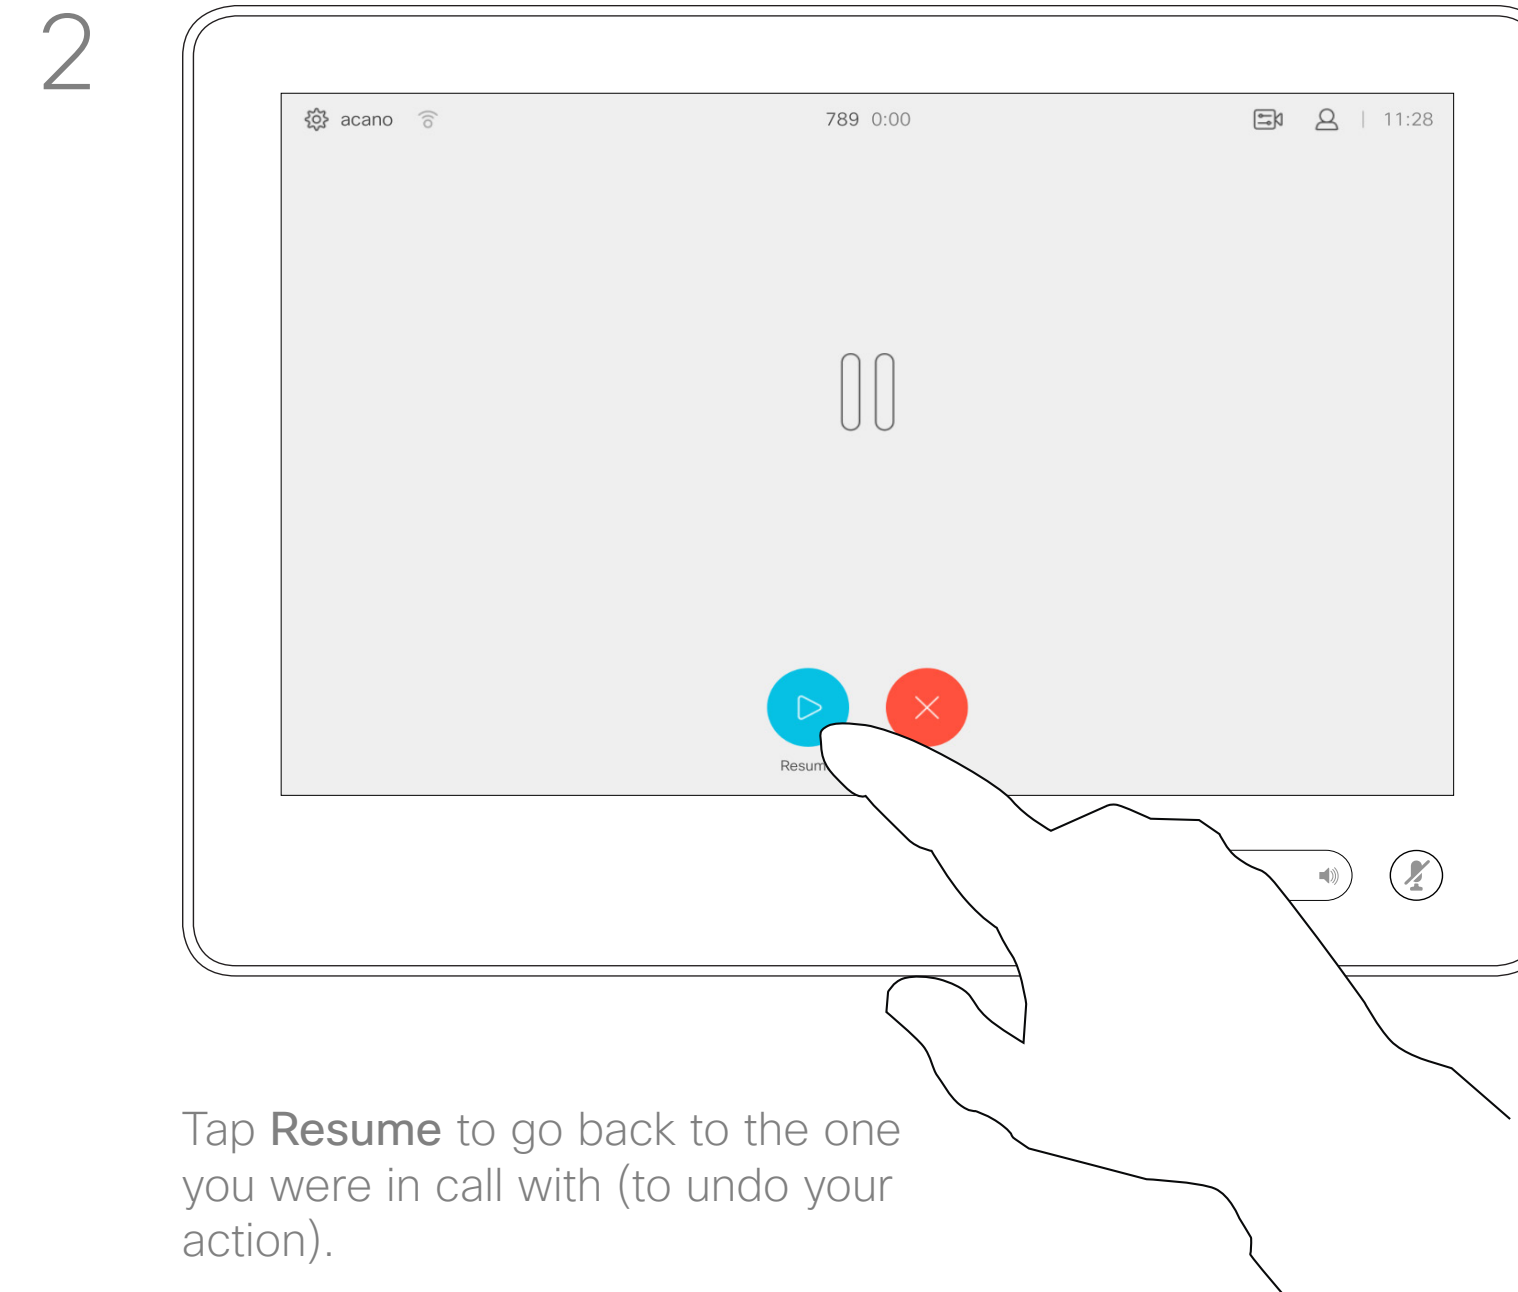 2
acano 789 0:00 11:28
Tap Resume to go back to the one
you were in call with (to undo your
action).